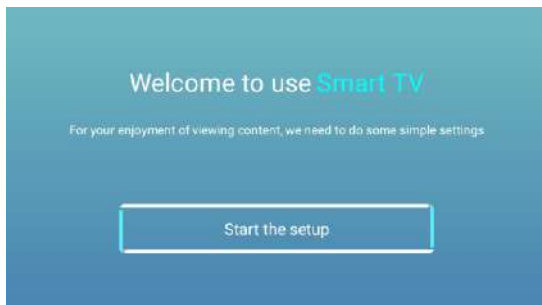 Welcome to use Smart TV
For your enjoyment of viewing content, we need to do some simple settings
Start the setup